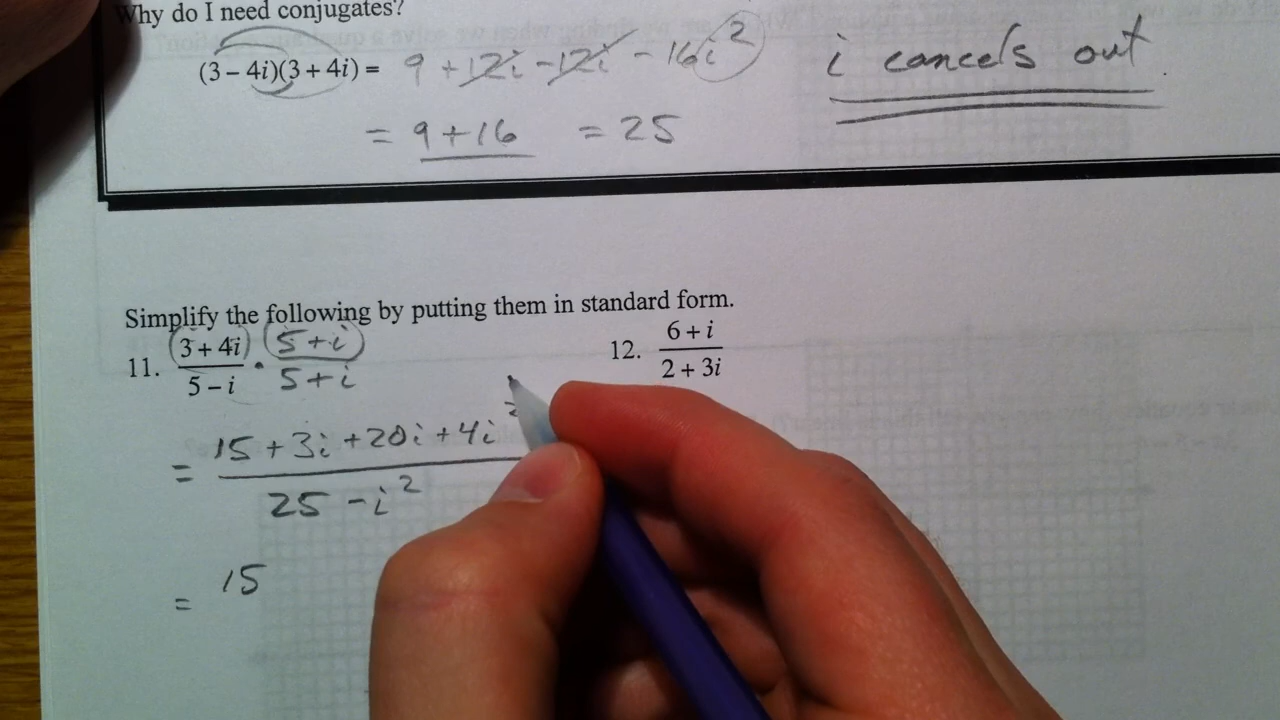 Why do I need conjugates?
(3 – 4i)(3 + 4i) = 9 + 12i - 12i - 16i² i cancels out.
= 9 + 16 = 25
Simplify the following by putting them in standard form.
11. (3 + 4i)/(5 – i) • (5 + i)/(5 + i) 12. (6 + i)/(2 + 3i)
= (15 + 3i + 20i + 4i²)/(25 - i²)
= 15